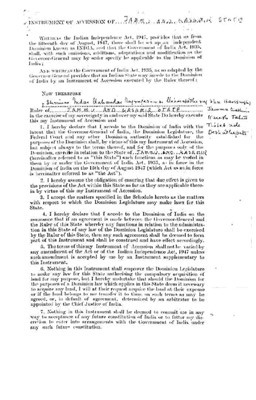 INSTRUMENT OF ACCESSION OF JAMMU AND KASHMIR STATE
WHEREAS the Indian Independence Act, 1947, provides that as from
the fifteenth day of August, 1947, there shall be set up an independent
Dominion known as INDIA, and that the Government of India Act, 1935,
shall, with such omissions, additions, adaptations and modifications as the
Governor-General may by order specify be applicable to the Dominion of
India;
AND WHEREAS the Government of India Act, 1935, as so adapted by the
Governor-General provides that an Indian State may accede to the Dominion
of India by an Instrument of Accession executed by the Ruler thereof;
NOW THEREFORE
Shriman Indar Mahandar
Ruler of JAMMU AND KASHMIR STATE
in the exercise of my sovereignty in and over my said State Do hereby execute
this my Instrument of Accession and
1. I hereby declare that I accede to the Dominion of India with the
intent that the Governor-General of India, the Dominion Legislature, the
Federal Court and any other Dominion authority established for the
purposes of the Dominion shall, by virtue of this my Instrument of Accession,
but subject always to the terms thereof, and for the purposes only of the
Dominion, exercise in relation to the State of JAMMU AND KASHMIR
(hereinafter referred to as "this State") such functions as may be vested in
them by or under the Government of India Act, 1935, as in force in the
Dominion of India on the 15th day of August 1947 (which Act as so in force
is hereinafter referred to as "the Act").
2. I hereby assume the obligation of ensuring that due effect is given to
the provisions of the Act within this State so far as they are applicable therein
by virtue of this my Instrument of Accession.
3. I accept the matters specified in the Schedule hereto as the matters
with respect to which the Dominion Legislature may make laws for this
State.
4. I hereby declare that I accede to the Dominion of India on the
assurance that if an agreement is made between the Governor-General and
the Ruler of this State whereby any functions in relation to the administra-
tion in this State of any law of the Dominion Legislature shall be exercised
by the Ruler of this State, then any such agreement shall be deemed to form
part of this Instrument and shall be construed and have effect accordingly.
5. The terms of this my Instrument of Accession shall not be varied by
any amendment of the Act or of the Indian Independence Act, 1947 unless
such amendment is accepted by me by an Instrument supplementary to
this Instrument.
6. Nothing in this Instrument shall empower the Dominion Legislature
to make any law for this State authorising the compulsory acquisition of
land for any purpose, but I hereby undertake that should the Dominion for
the purposes of a Dominion law which applies in this State deem it necessary
to acquire any land, I will at their request acquire the land at their expense
or if the land belongs to me transfer it to them on such terms as may be
agreed, or, in default of agreement, determined by an arbitrator to be
appointed by the Chief Justice of India.
7. Nothing in this Instrument shall be deemed to commit me in any
way to acceptance of any future constitution of India or to fetter my dis-
cretion to enter into arrangements with the Government of India under
any such future constitution.